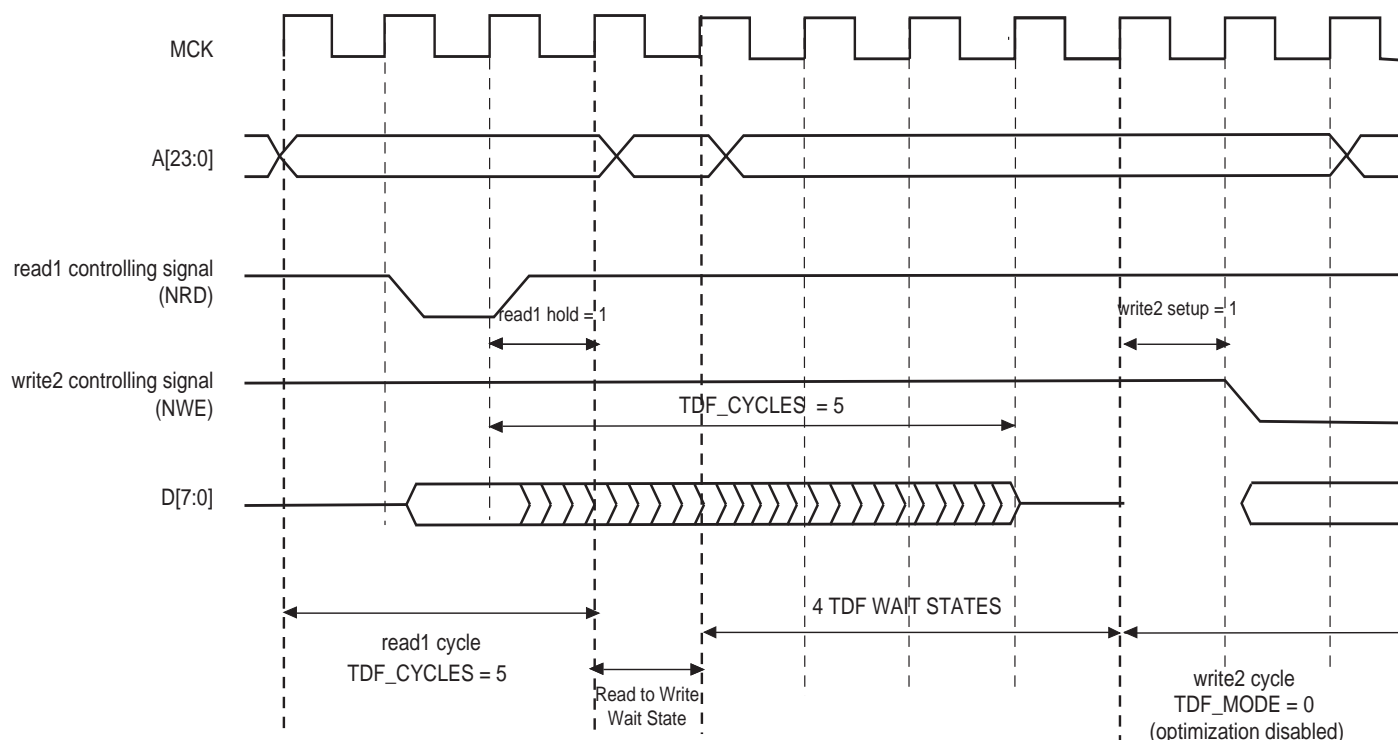 MCK
A[23:0]
read1 controlling signal
(NRD)
read1 hold = 1
write2 setup = 1
write2 controlling signal
(NWE)
TDF_CYCLES = 5
D[7:0]
4 TDF WAIT STATES
read1 cycle
TDF_CYCLES = 5
Read to Write
Wait State
write2 cycle
TDF_MODE = 0
(optimization disabled)